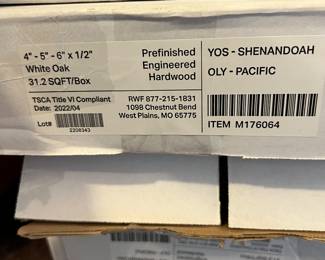 4" - 5" - 6" x 1/2"
White Oak
31.2 SQFT/Box
TSCA Title VI Compliant
Date: 2022/04
Lot#
2208343
Prefinished
Engineered
Hardwood
RWF 877-215-1831
1098 Chestnut Bend
West Plains, MO 65775
YOS - SHENANDOAH
OLY - PACIFIC
ITEM M176064